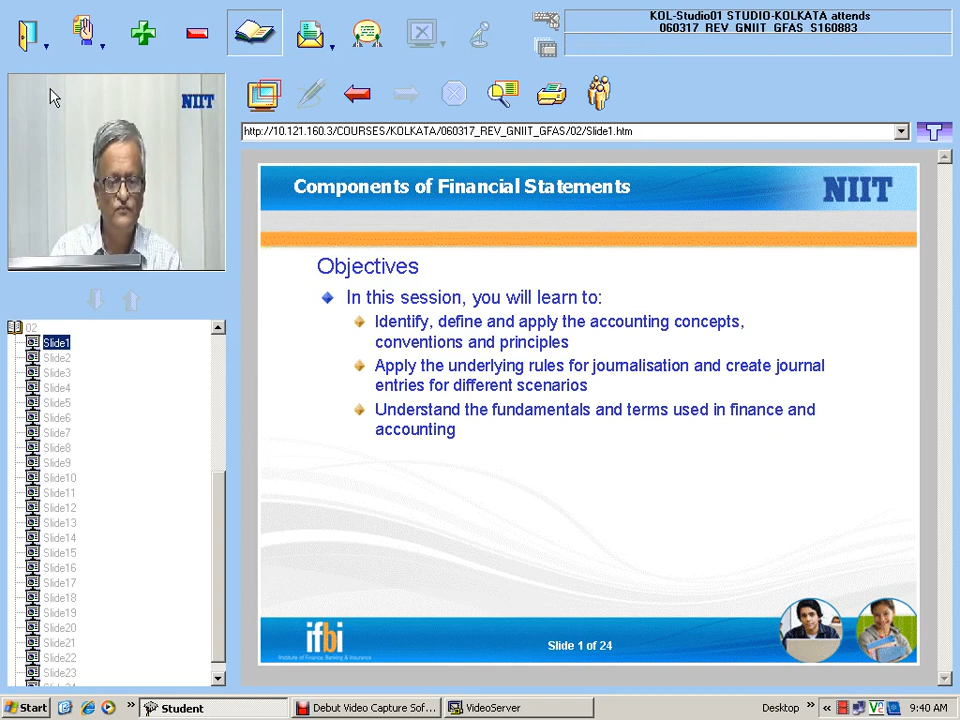 KOL-Studio01 STUDIO-KOLKATA attends
060317_REV_GNIIT_GFAS_S160883
NIIT
http://10.121.160.3/COURSES/KOLKATA/060317_REV_GNIIT_GFAS/02/Slide1.htm
T
Components of Financial Statements
NIIT
Objectives
In this session, you will learn to:
Identify, define and apply the accounting concepts,
conventions and principles
Apply the underlying rules for journalisation and create journal
entries for different scenarios
Understand the fundamentals and terms used in finance and
accounting
ifbi
Institute of Finance, Banking & Insurance
Slide 1 of 24
02
Slide1
Slide2
Slide3
Slide4
Slide5
Slide6
Slide7
Slide8
Slide9
Slide10
Slide11
Slide12
Slide13
Slide14
Slide15
Slide16
Slide17
Slide18
Slide19
Slide20
Slide21
Slide22
Slide23
Start
»
Student
Debut Video Capture Sof...
VideoServer
Desktop
»
«
9:40 AM